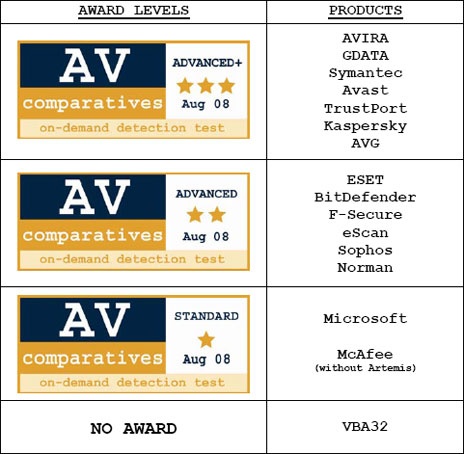 AWARD LEVELS
PRODUCTS
AV
comparatives
ADVANCED+
Aug 08
on-demand detection test
AVIRA
GDATA
Symantec
Avast
TrustPort
Kaspersky
AVG
AV
comparatives
ADVANCED
Aug 08
on-demand detection test
ESET
BitDefender
F-Secure
eScan
Sophos
Norman
AV
comparatives
STANDARD
Aug 08
on-demand detection test
Microsoft
McAfee
(without Artemis)
NO AWARD
VBA32